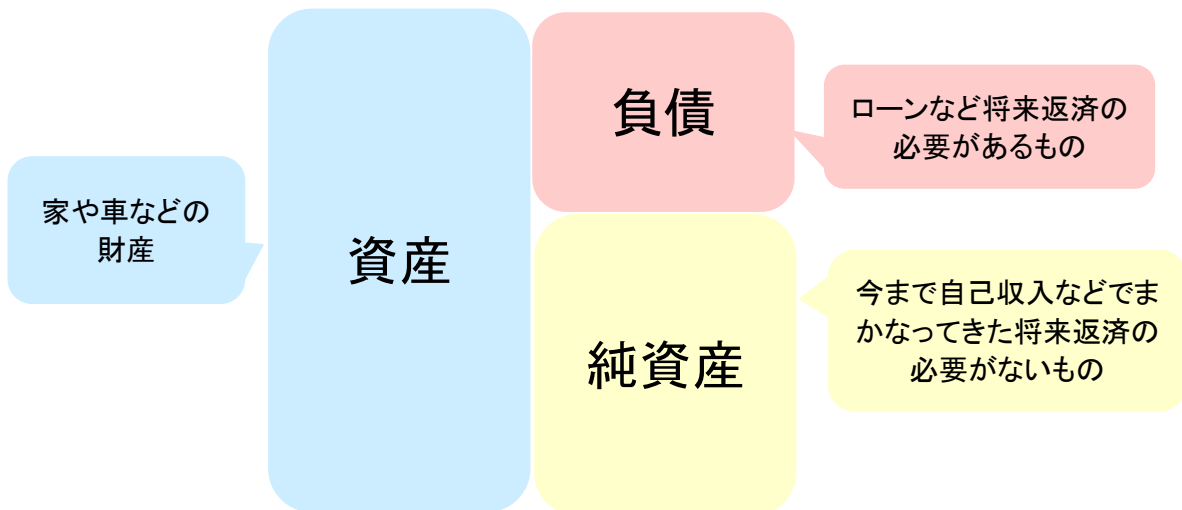 家や車などの
財産
資産
負債
純資産
ローンなど将来返済の
必要があるもの
今まで自己収入などでま
かなってきた将来返済の
必要がないもの